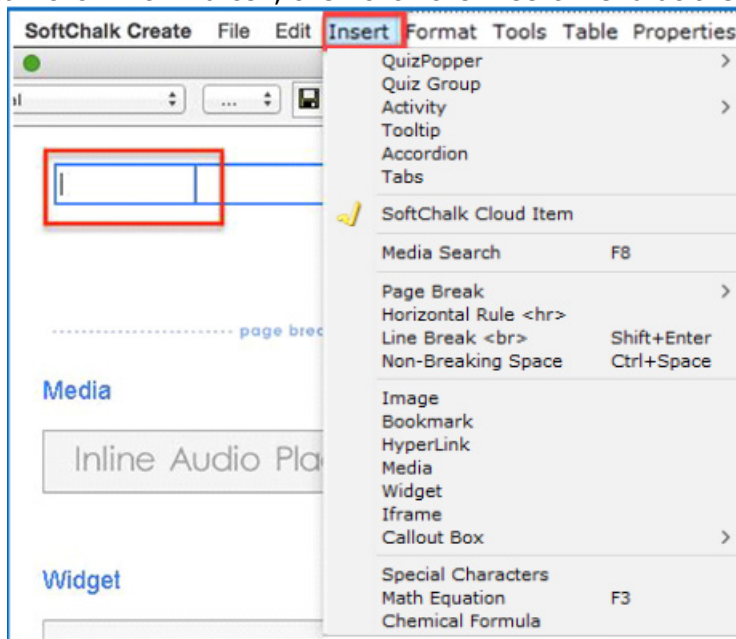 SoftChalk Create File Edit Insert Format Tools Table Properties
...
QuizPopper >
Quiz Group
Activity >
Tooltip
Accordion
Tabs
SoftChalk Cloud Item
Media Search F8
Page Break >
Horizontal Rule <hr>
Line Break <br> Shift+Enter
Non-Breaking Space Ctrl+Space
Image
Bookmark
HyperLink
Media
Widget
Iframe
Callout Box >
Special Characters
Math Equation F3
Chemical Formula
page brea
Media
Inline Audio Pla
Widget